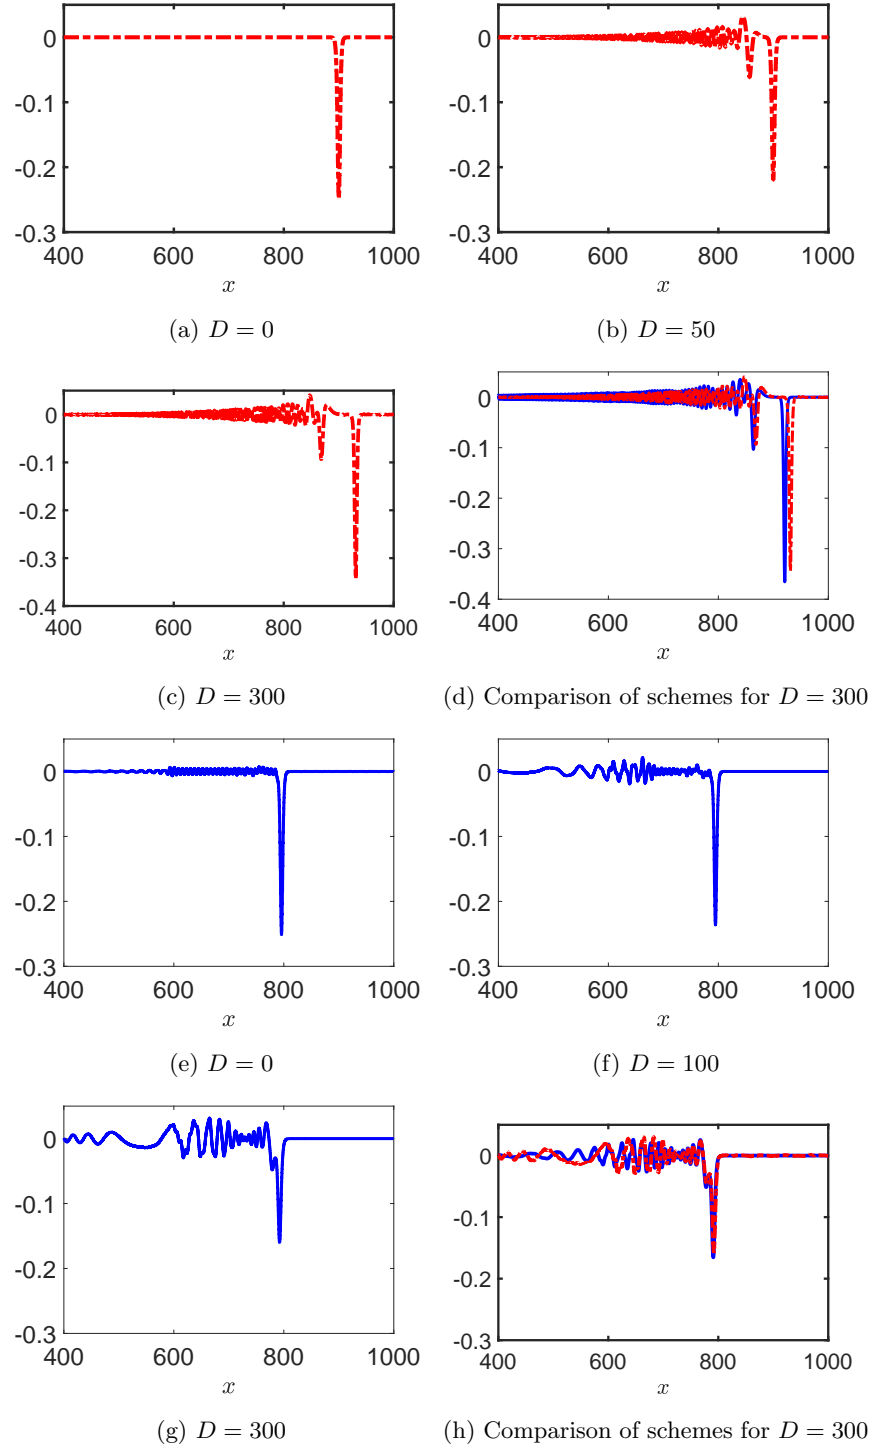 0
-0.1
-0.2
-0.3
400 600 800 1000
x
(a) D = 0
0
-0.1
-0.2
-0.3
400 600 800 1000
x
(b) D = 50
0
-0.1
-0.2
-0.3
-0.4
400 600 800 1000
x
(c) D = 300
0
-0.1
-0.2
-0.3
-0.4
400 600 800 1000
x
(d) Comparison of schemes for D = 300
0
-0.1
-0.2
-0.3
400 600 800 1000
x
(e) D = 0
0
-0.1
-0.2
-0.3
400 600 800 1000
x
(f) D = 100
0
-0.1
-0.2
-0.3
400 600 800 1000
x
(g) D = 300
0
-0.1
-0.2
-0.3
400 600 800 1000
x
(h) Comparison of schemes for D = 300